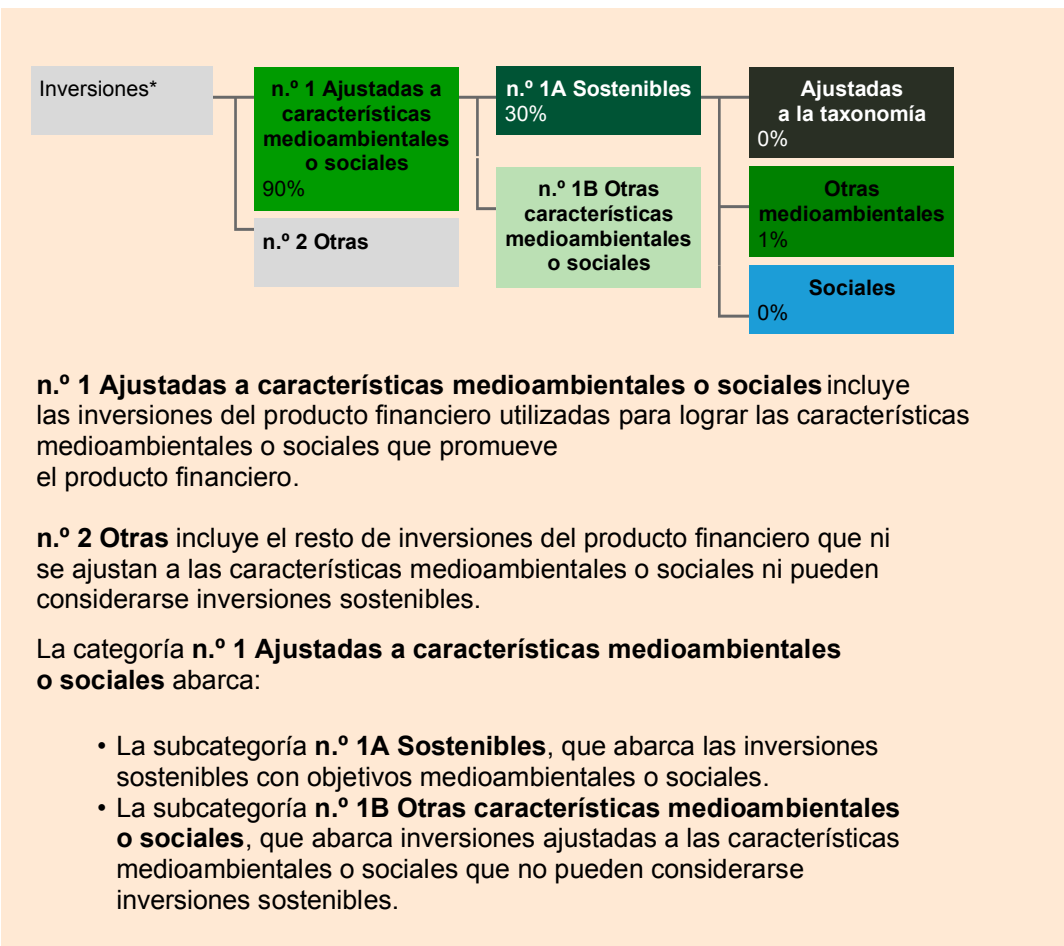 Inversiones*
n.º 1 Ajustadas a
características
medioambientales
o sociales
90%
n.º 2 Otras
n.º 1A Sostenibles
30%
n.º 1B Otras
características
medioambientales
o sociales
Ajustadas
a la taxonomía
0%
Otras
medioambientales
1%
Sociales
0%
n.º 1 Ajustadas a características medioambientales o sociales incluye
las inversiones del producto financiero utilizadas para lograr las características
medioambientales o sociales que promueve
el producto financiero.
n.º 2 Otras incluye el resto de inversiones del producto financiero que ni
se ajustan a las características medioambientales o sociales ni pueden
considerarse inversiones sostenibles.
La categoría n.º 1 Ajustadas a características medioambientales
o sociales abarca:
• La subcategoría n.º 1A Sostenibles, que abarca las inversiones
sostenibles con objetivos medioambientales o sociales.
• La subcategoría n.º 1B Otras características medioambientales
o sociales, que abarca inversiones ajustadas a las características
medioambientales o sociales que no pueden considerarse
inversiones sostenibles.